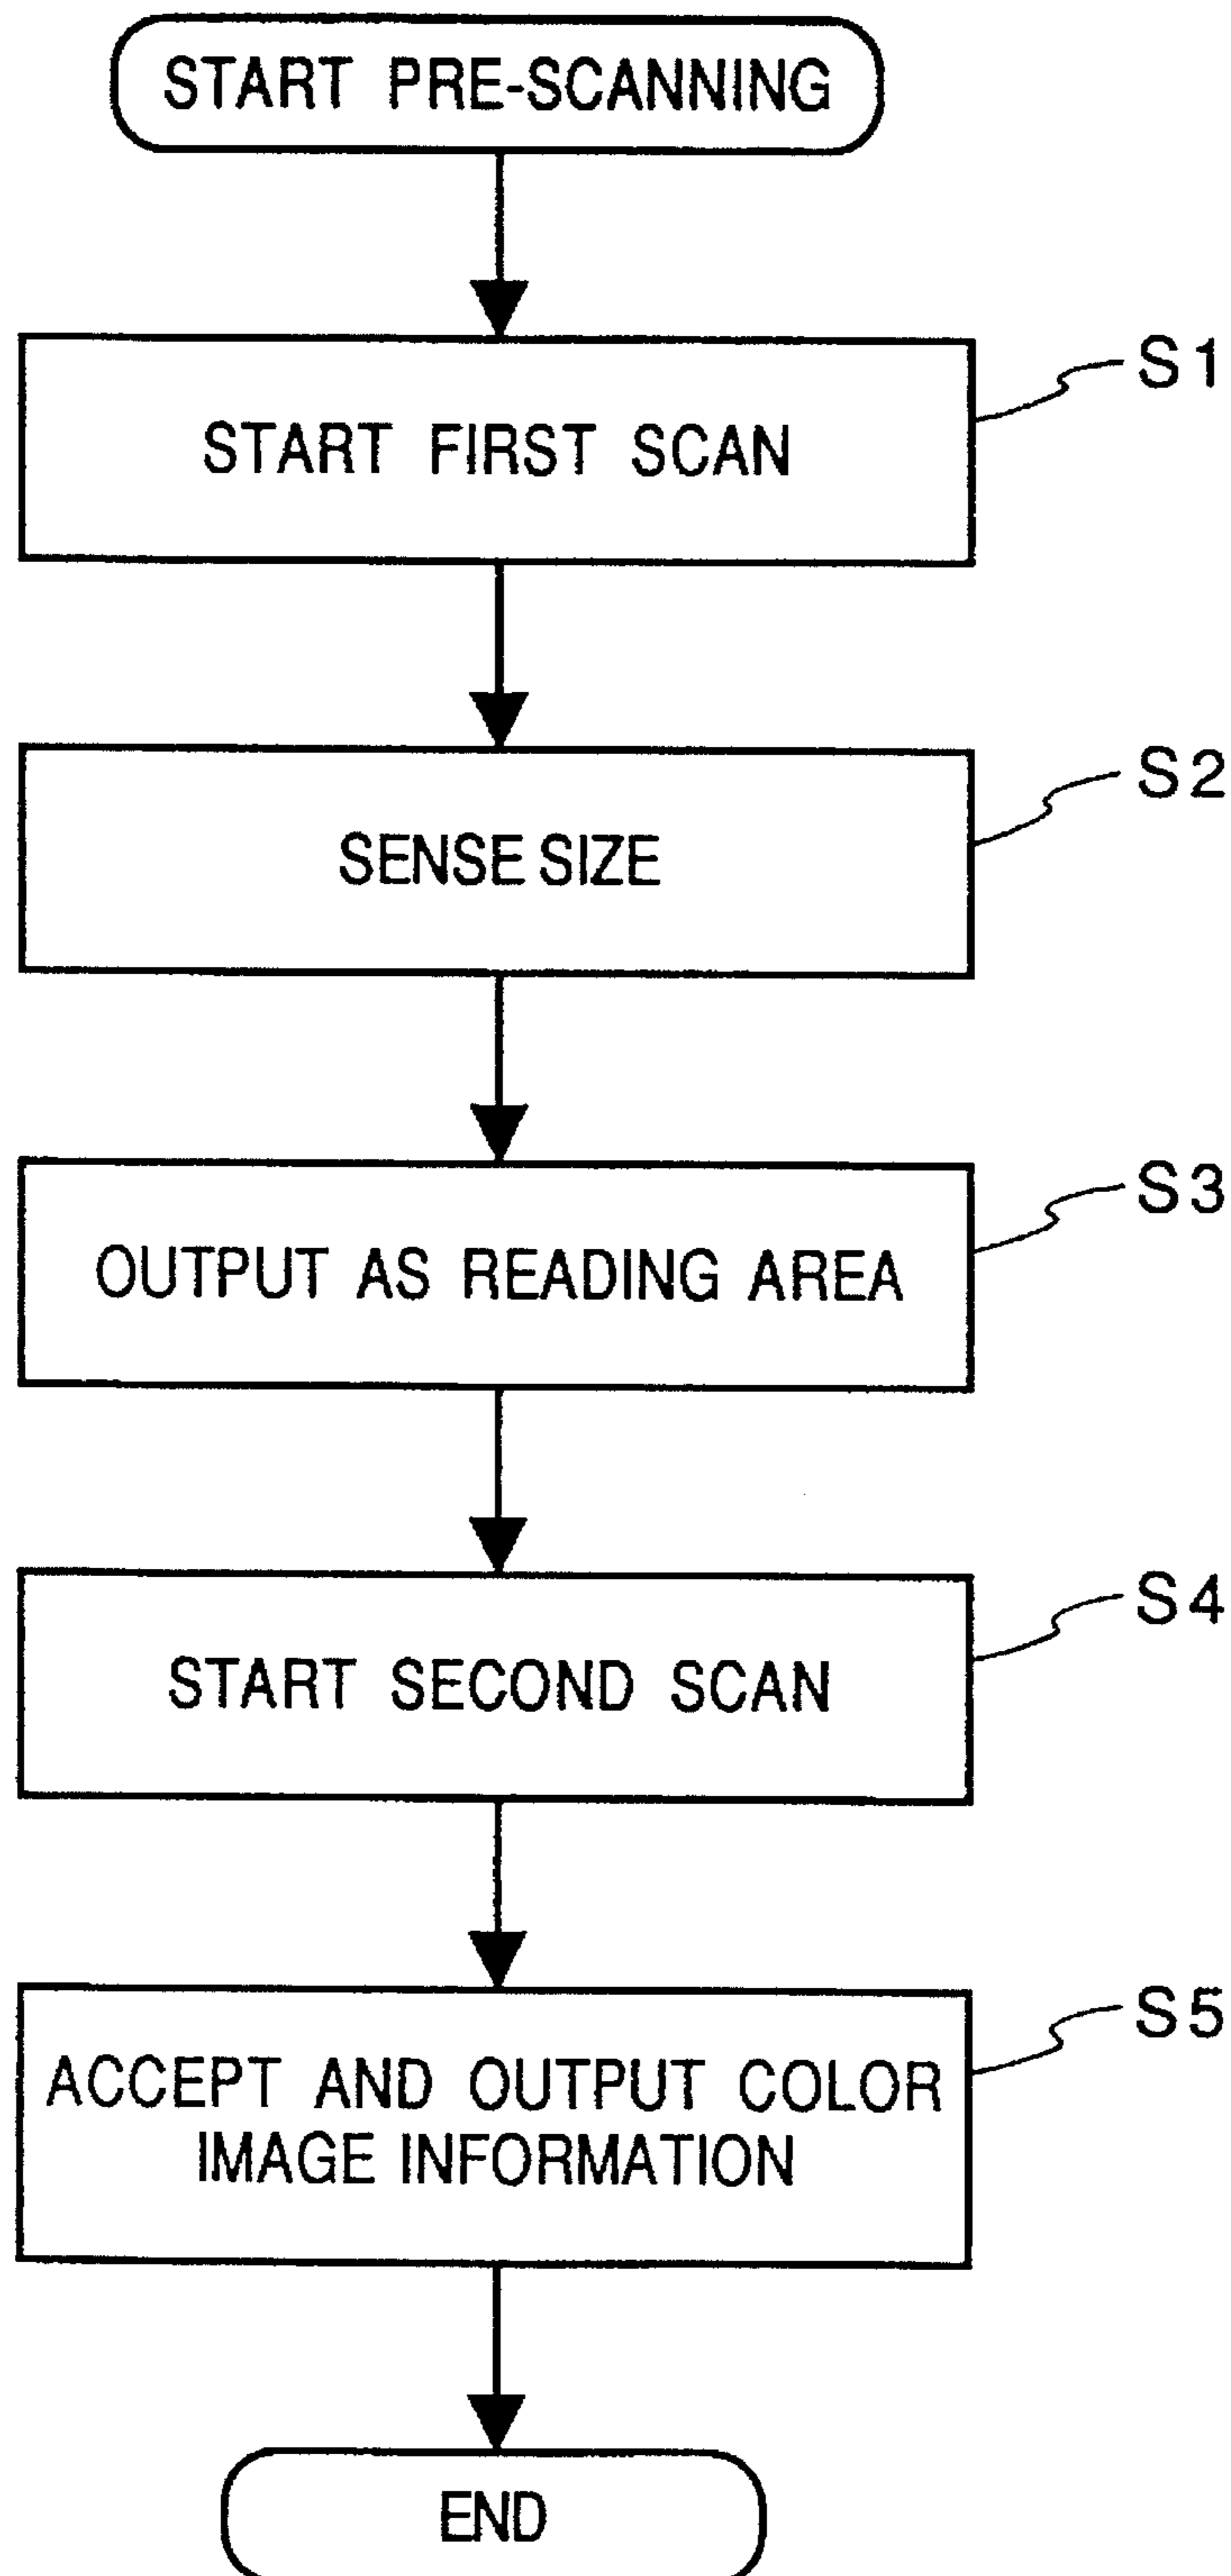 START PRE-SCANNING
START FIRST SCAN
S1
SENSE SIZE
S2
OUTPUT AS READING AREA
S3
START SECOND SCAN
S4
ACCEPT AND OUTPUT COLOR
IMAGE INFORMATION
S5
END